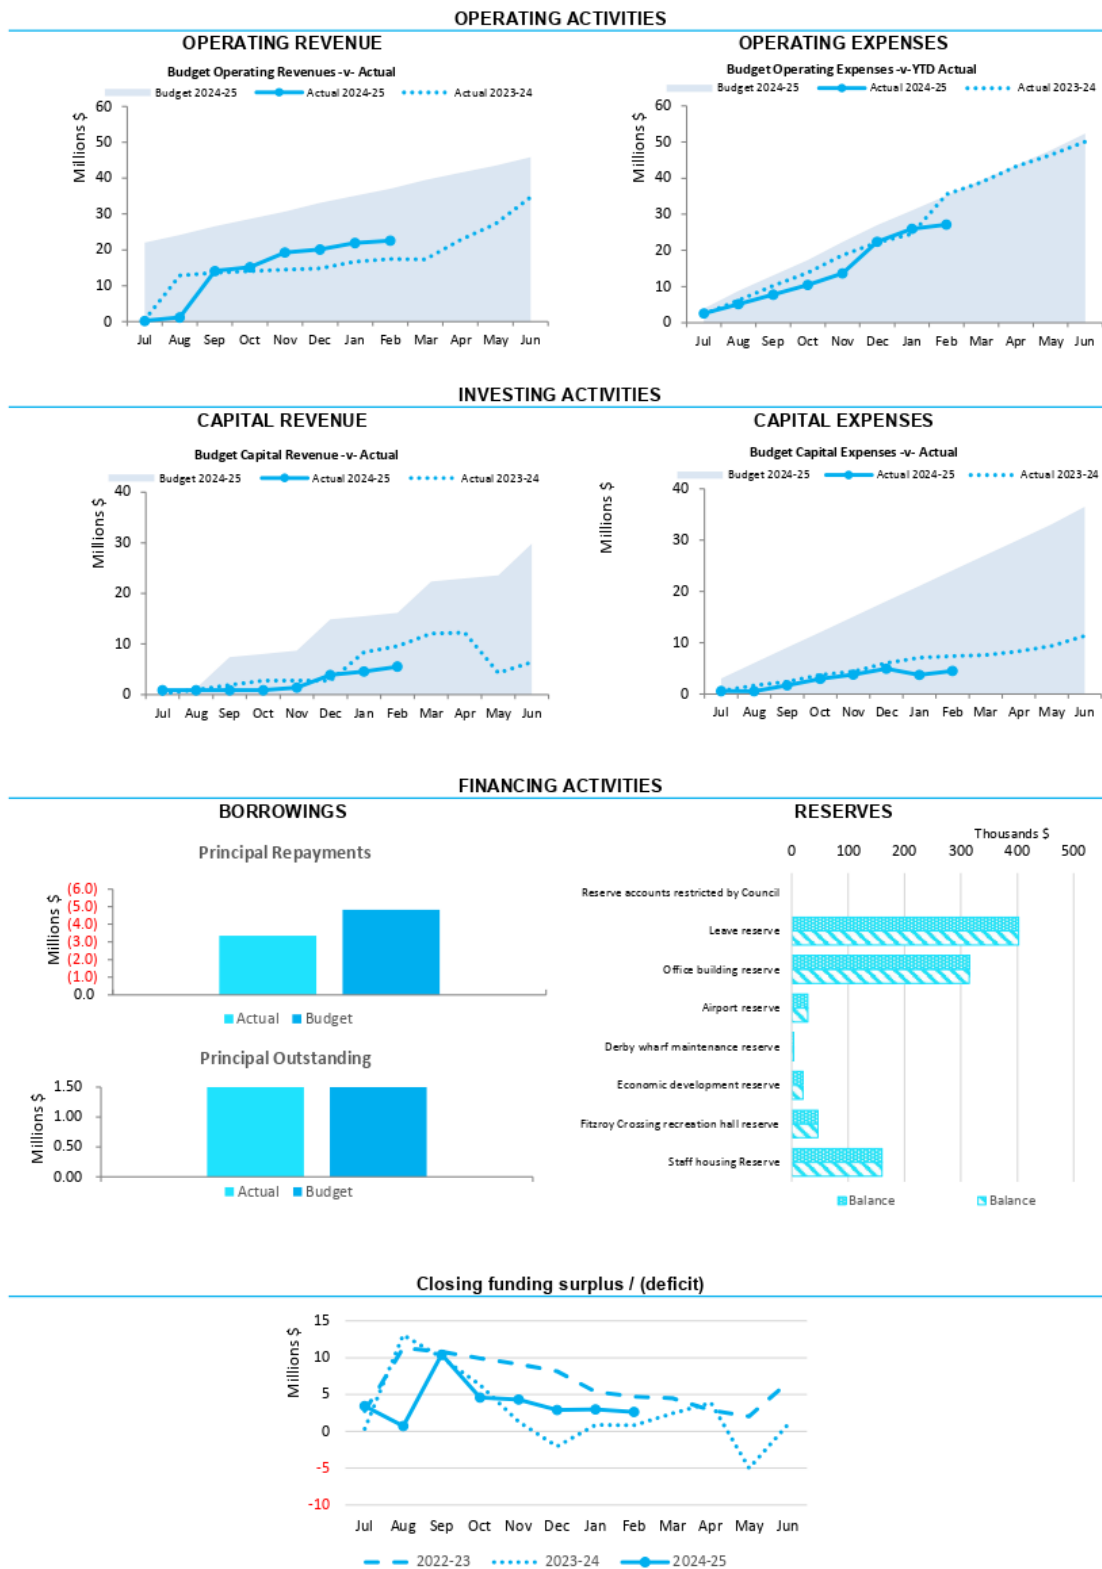 OPERATING ACTIVITIES
OPERATING REVENUE
Budget Operating Revenues -v- Actual
Budget 2024-25 Actual 2024-25 Actual 2023-24
Millions $
60
50
40
30
20
10
0
Jul Aug Sep Oct Nov Dec Jan Feb Mar Apr May Jun
OPERATING EXPENSES
Budget Operating Expenses -v-YTD Actual
Budget 2024-25 Actual 2024-25 Actual 2023-24
Millions $
60
50
40
30
20
10
0
Jul Aug Sep Oct Nov Dec Jan Feb Mar Apr May Jun
INVESTING ACTIVITIES
CAPITAL REVENUE
Budget Capital Revenue -v- Actual
Budget 2024-25 Actual 2024-25 Actual 2023-24
Millions $
40
30
20
10
0
Jul Aug Sep Oct Nov Dec Jan Feb Mar Apr May Jun
CAPITAL EXPENSES
Budget Capital Expenses -v- Actual
Budget 2024-25 Actual 2024-25 Actual 2023-24
Millions $
40
30
20
10
0
Jul Aug Sep Oct Nov Dec Jan Feb Mar Apr May Jun
FINANCING ACTIVITIES
BORROWINGS
Principal Repayments
Millions $
(6.0)
(5.0)
(4.0)
(3.0)
(2.0)
(1.0)
0.0
Actual Budget
Principal Outstanding
Millions $
1.50
1.00
0.50
0.00
Actual Budget
RESERVES
Thousands $
0 100 200 300 400 500
Reserve accounts restricted by Council
Leave reserve
Office building reserve
Airport reserve
Derby wharf maintenance reserve
Economic development reserve
Fitzroy Crossing recreation hall reserve
Staff housing Reserve
Balance Balance
Closing funding surplus / (deficit)
Millions $
15
10
5
0
-5
-10
Jul Aug Sep Oct Nov Dec Jan Feb Mar Apr May Jun
2022-23 2023-24 2024-25